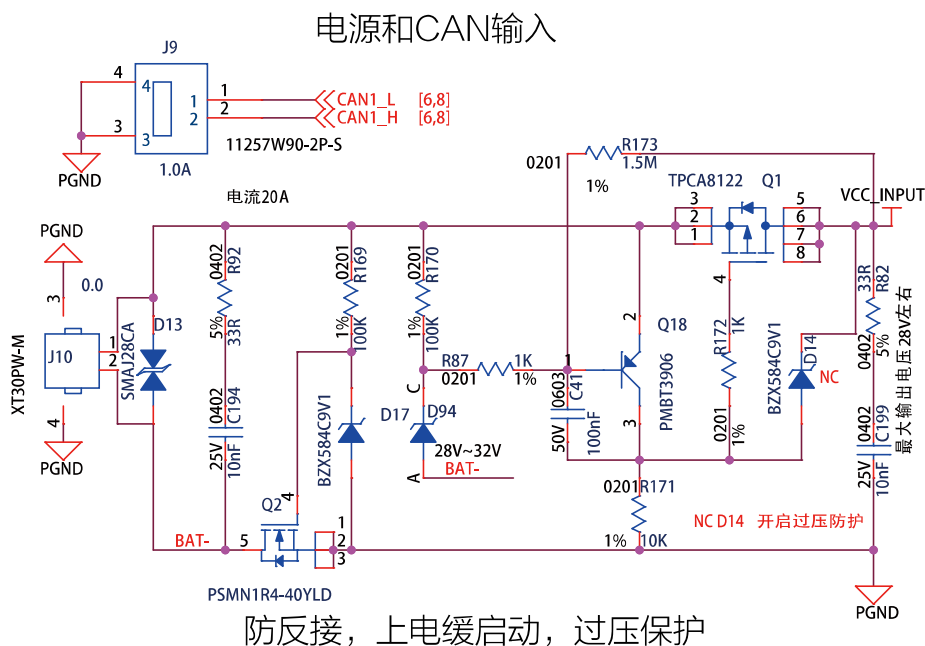 电源和CAN输入
J9
4
4
1
1
CAN1_L [6,8]
2
2
CAN1_H [6,8]
3
3
11257W90-2P-S
1.0A
PGND
R173
0201
1.5M
1%
TPCA8122 Q1
VCC_INPUT
电流20A
3
2
1
5
6
7
8
4
PGND
3
0.0
J10
1
2
XT30PW-M
4
PGND
SMAJ28CA
D13
0402
R92
5%
33R
0402
C194
25V
10nF
0201
R169
1%
100K
0201
R170
1%
100K
R87
0201
1K
1%
1
0603
C41
50V
100nF
2
Q18
PMBT3906
3
R172
1K
0201
1%
BZX584C9V1
D14
NC
33R
R82
0402
5%
最大输出电压28V左右
0402
C199
25V
10nF
BZX584C9V1
D17
C
D94
28V~32V
A
BAT-
0201
R171
1%
10K
NC D14 开启过压防护
Q2
4
BAT-
5
1
2
3
PSMN1R4-40YLD
PGND
防反接，上电缓启动，过压保护